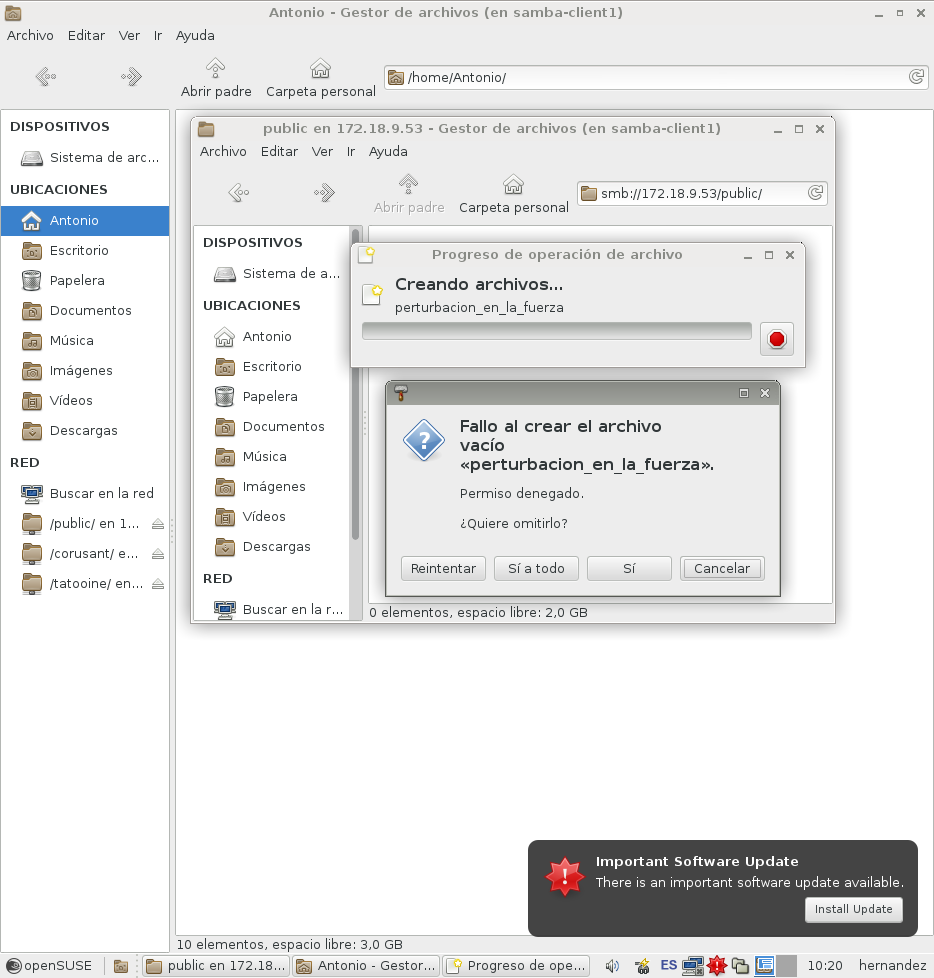 Antonio - Gestor de archivos (en samba-client1)
Archivo Editar Ver Ir Ayuda
Abrir padre Carpeta personal /home/Antonio/
DISPOSITIVOS
Sistema de arc...
UBICACIONES
Antonio
Escritorio
Papelera
Documentos
Música
Imágenes
Vídeos
Descargas
RED
Buscar en la red
/public/ en 1...
/corusant/ e...
/tatooine/ en...
public en 172.18.9.53 - Gestor de archivos (en samba-client1)
Archivo Editar Ver Ir Ayuda
Abrir padre Carpeta personal smb://172.18.9.53/public/
DISPOSITIVOS
Sistema de a...
UBICACIONES
Antonio
Escritorio
Papelera
Documentos
Música
Imágenes
Vídeos
Descargas
RED
Buscar en la r...
0 elementos, espacio libre: 2,0 GB
Progreso de operación de archivo
Creando archivos...
perturbacion_en_la_fuerza
Fallo al crear el archivo
vacío
«perturbacion_en_la_fuerza».
Permiso denegado.
¿Quiere omitirlo?
Reintentar Sí a todo Sí Cancelar
Important Software Update
There is an important software update available.
Install Update
10 elementos, espacio libre: 3,0 GB
openSUSE public en 172.18... Antonio - Gestor... Progreso de ope... ES 10:20 hernandez